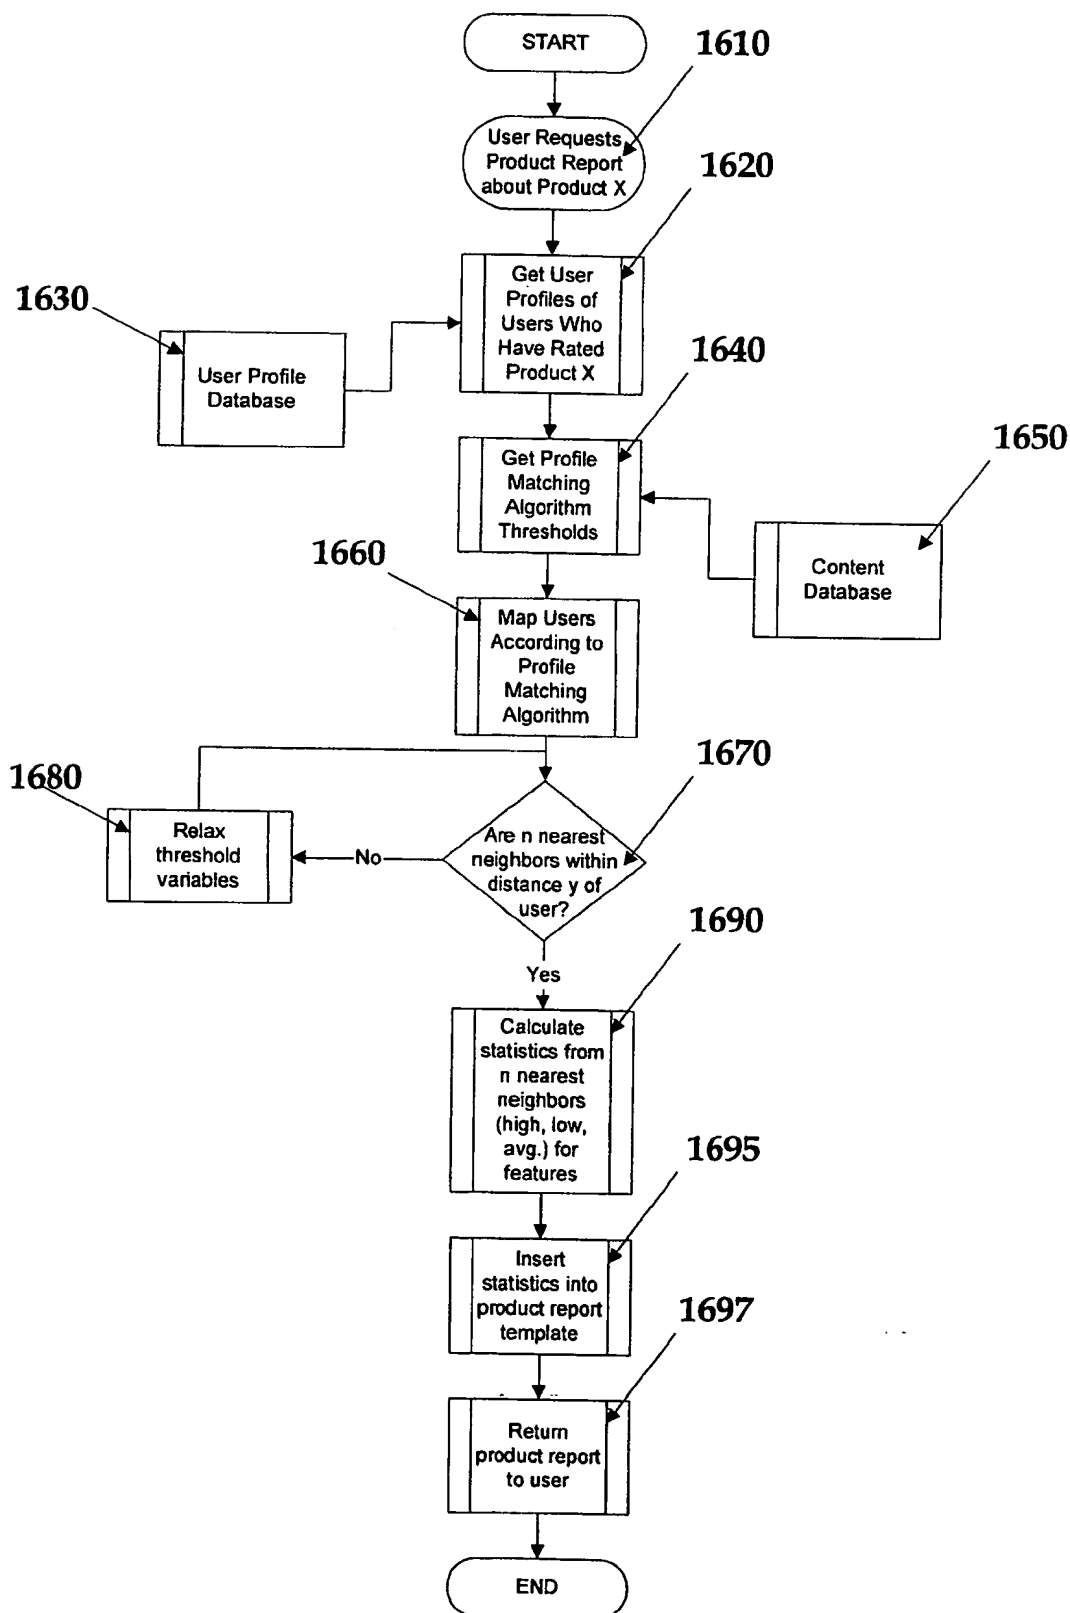 START
1610
User Requests
Product Report
about Product X
1620
Get User
Profiles of
Users Who
Have Rated
Product X
1630
User Profile
Database
1640
Get Profile
Matching
Algorithm
Thresholds
1650
Content
Database
1660
Map Users
According to
Profile
Matching
Algorithm
1670
Are n nearest
neighbors within
distance y of
user?
No
1680
Relax
threshold
variables
Yes
1690
Calculate
statistics from
n nearest
neighbors
(high, low,
avg.) for
features
1695
Insert
statistics into
product report
template
1697
Return
product report
to user
END